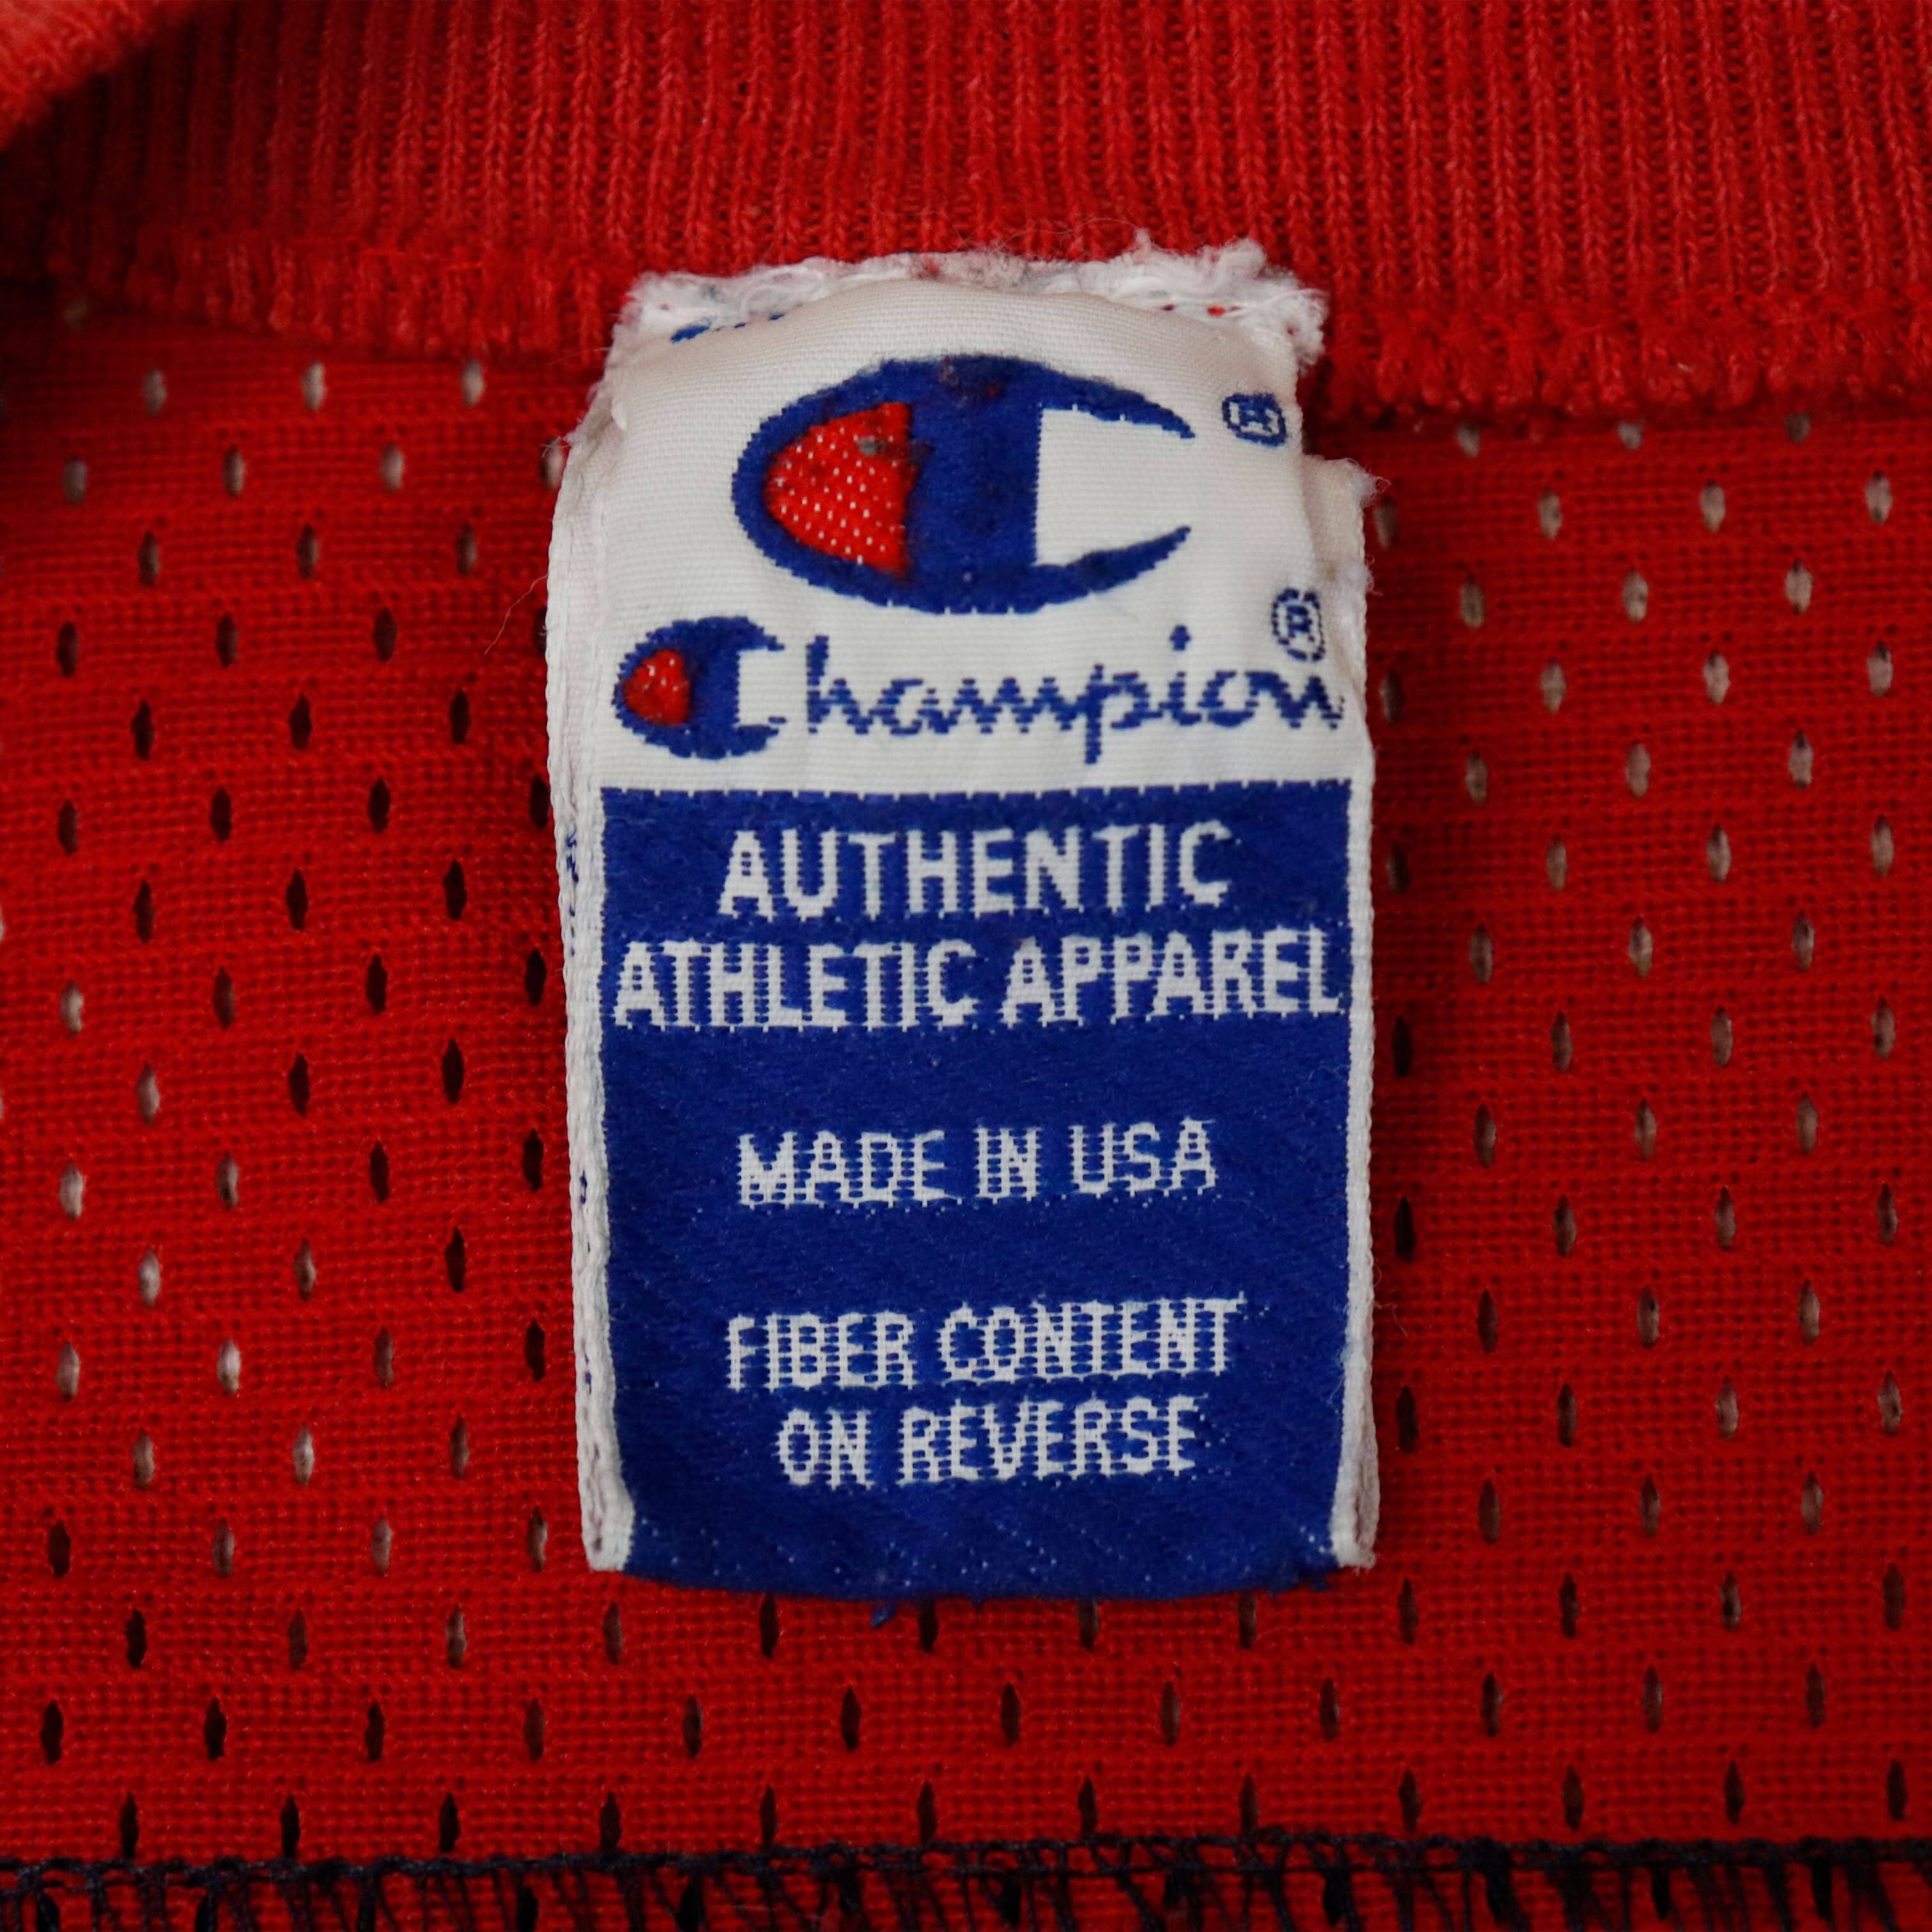 ®
Champion®
AUTHENTIC
ATHLETIC APPAREL
MADE IN USA
FIBER CONTENT
ON REVERSE